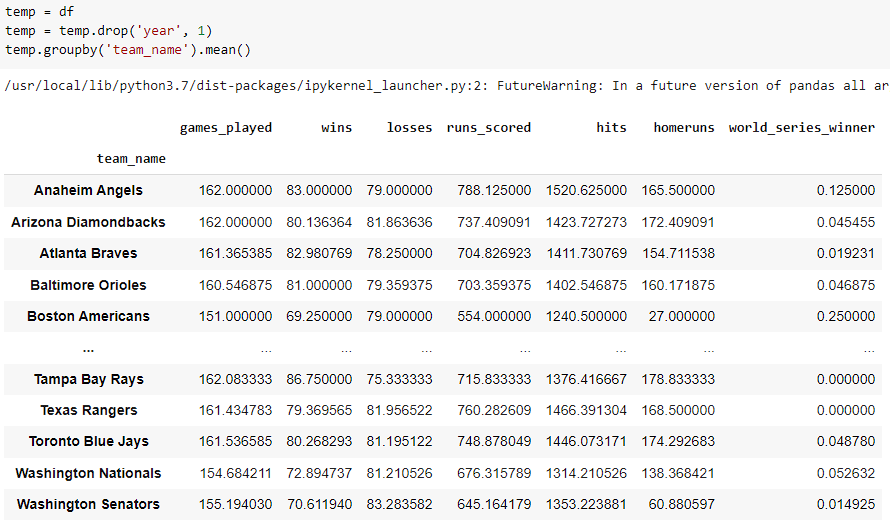 temp = df
temp = temp.drop('year', 1)
temp.groupby('team_name').mean()
/usr/local/lib/python3.7/dist-packages/ipykernel_launcher.py:2: FutureWarning: In a future version of pandas all ar
games_played wins losses runs_scored hits homeruns world_series_winner
team_name
Anaheim Angels 162.000000 83.000000 79.000000 788.125000 1520.625000 165.500000 0.125000
Arizona Diamondbacks 162.000000 80.136364 81.863636 737.409091 1423.727273 172.409091 0.045455
Atlanta Braves 161.365385 82.980769 78.250000 704.826923 1411.730769 154.711538 0.019231
Baltimore Orioles 160.546875 81.000000 79.359375 703.359375 1402.546875 160.171875 0.046875
Boston Americans 151.000000 69.250000 79.000000 554.000000 1240.500000 27.000000 0.250000
... ... ... ... ... ... ... ...
Tampa Bay Rays 162.083333 86.750000 75.333333 715.833333 1376.416667 178.833333 0.000000
Texas Rangers 161.434783 79.369565 81.956522 760.282609 1466.391304 168.500000 0.000000
Toronto Blue Jays 161.536585 80.268293 81.195122 748.878049 1446.073171 174.292683 0.048780
Washington Nationals 154.684211 72.894737 81.210526 676.315789 1314.210526 138.368421 0.052632
Washington Senators 155.194030 70.611940 83.283582 645.164179 1353.223881 60.880597 0.014925